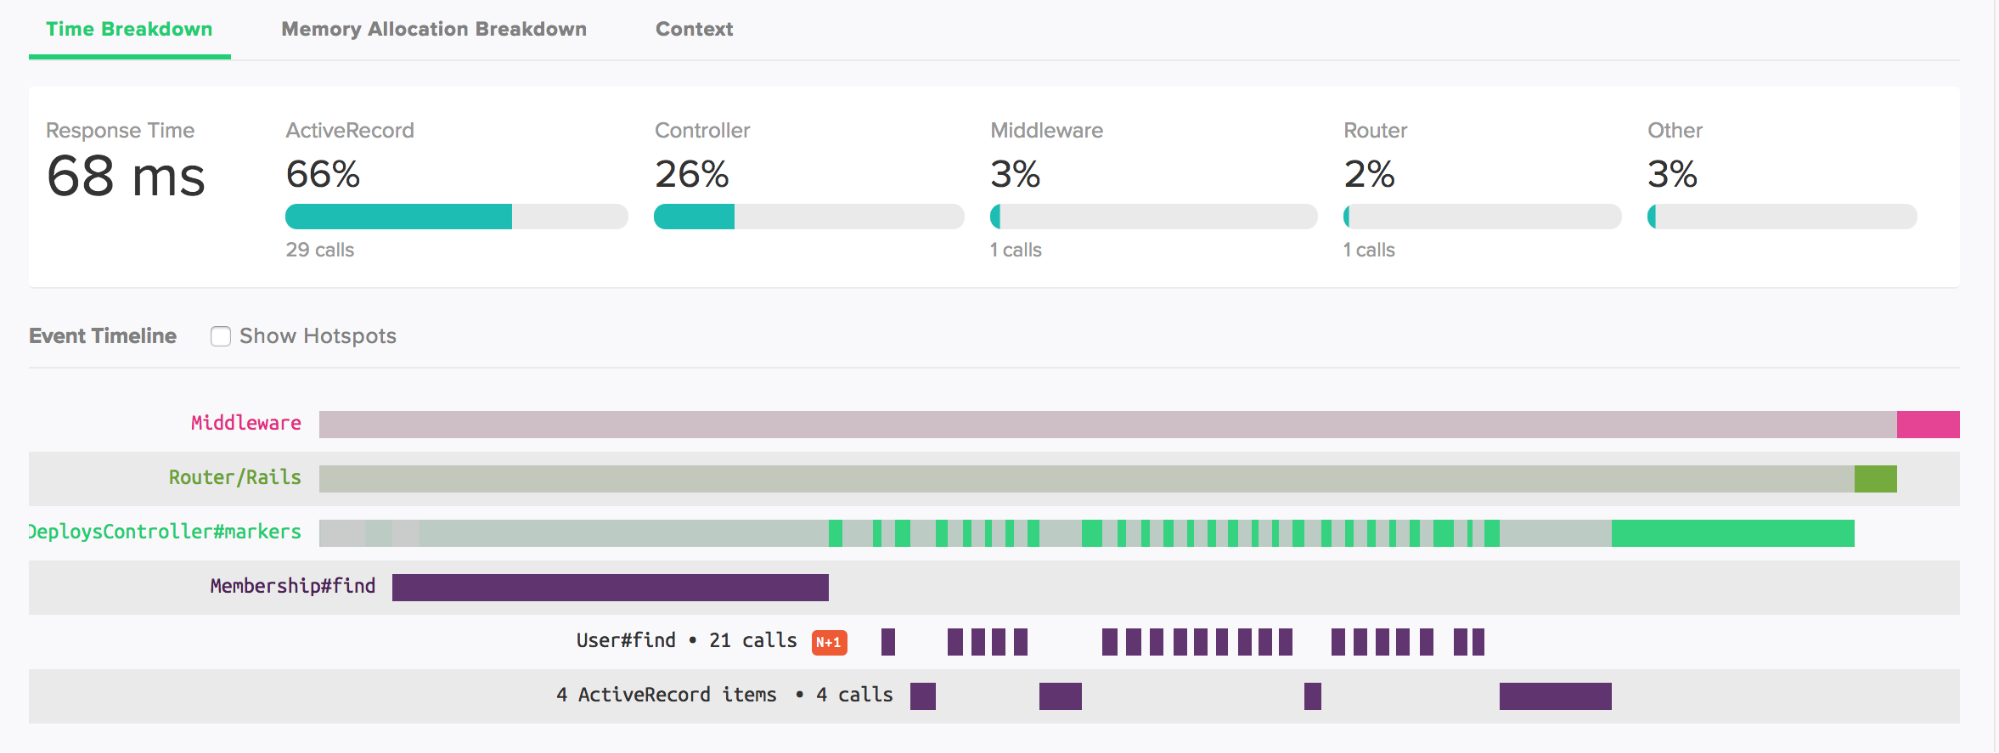 Time Breakdown Memory Allocation Breakdown Context
Response Time ActiveRecord Controller Middleware Router Other
68 ms 66% 26% 3% 2% 3%
29 calls 1 calls 1 calls
Event Timeline Show Hotspots
Middleware
Router/Rails
DeploysController#markers
Membership#find
User#find • 21 calls N+1
4 ActiveRecord items • 4 calls